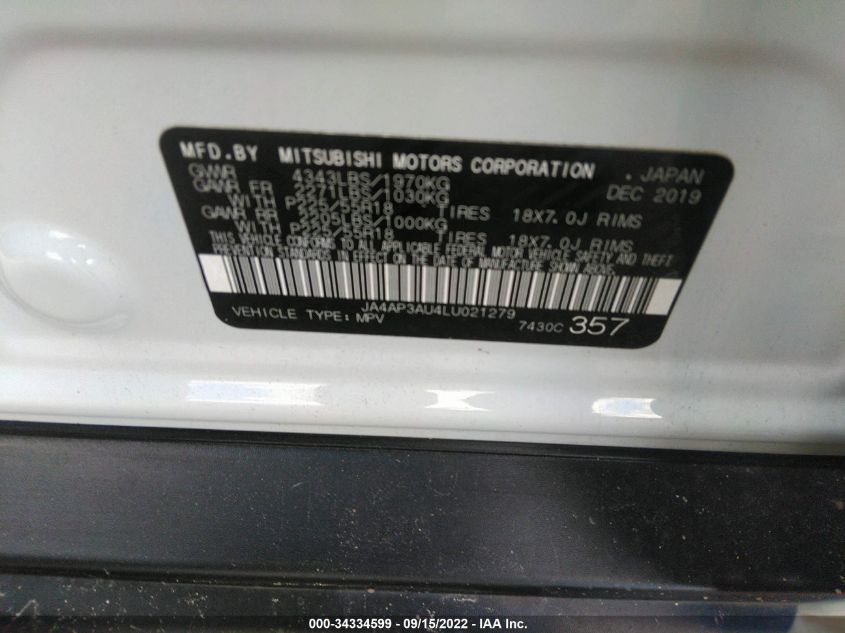 MFD.BY MITSUBISHI MOTORS CORPORATION . JAPAN
GVWR 4343LBS/1970KG DEC 2019
GAWR FR 2271LBS/1030KG
WITH P225/55R18 TIRES 18X7.0J RIMS
GAWR RR 2205LBS/1000KG
WITH P225/55R18 TIRES 18X7.0J RIMS
THIS VEHICLE CONFORMS TO ALL APPLICABLE FEDERAL MOTOR VEHICLE SAFETY AND THEFT
PREVENTION STANDARDS IN EFFECT ON THE DATE OF MANUFACTURE SHOWN ABOVE.
JA4AP3AU4LU021279
VEHICLE TYPE: MPV 7430C 357
000-34334599 - 09/15/2022 - IAA Inc.